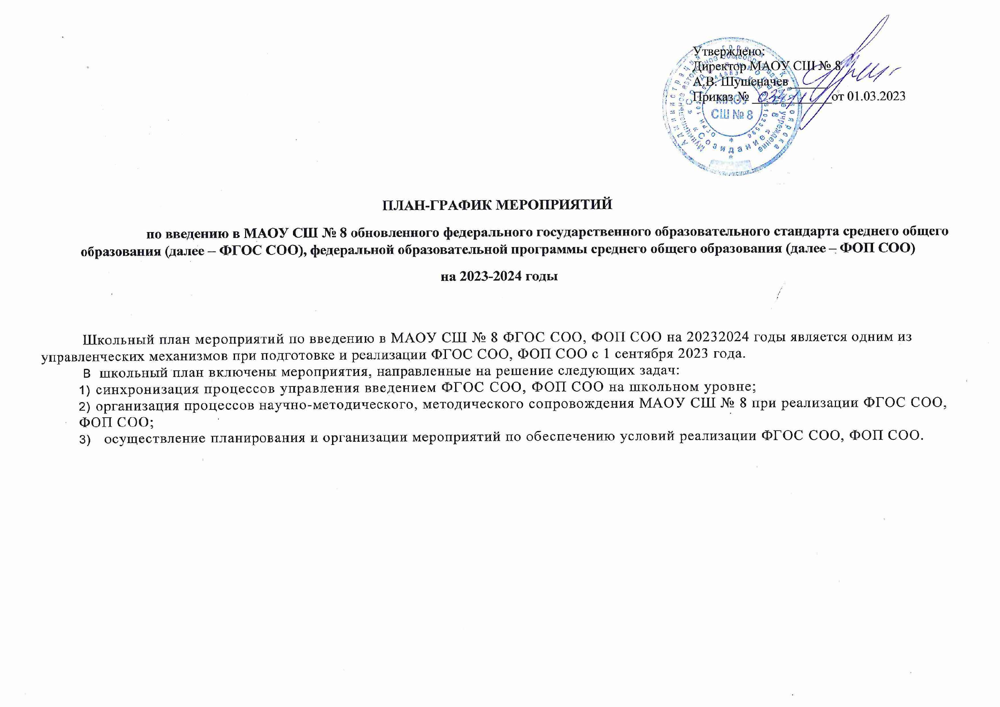 Утверждено:
Директор МАОУ СШ № 8
А.В. Шушеначев
Приказ № от 01.03.2023
МАОУ
СШ № 8
«Созидание»
ПЛАН-ГРАФИК МЕРОПРИЯТИЙ
по введению в МАОУ СШ № 8 обновленного федерального государственного образовательного стандарта среднего общего
образования (далее – ФГОС СОО), федеральной образовательной программы среднего общего образования (далее – ФОП СОО)
на 2023-2024 годы
Школьный план мероприятий по введению в МАОУ СШ № 8 ФГОС СОО, ФОП СОО на 20232024 годы является одним из
управленческих механизмов при подготовке и реализации ФГОС СОО, ФОП СОО с 1 сентября 2023 года.
В школьный план включены мероприятия, направленные на решение следующих задач:
1) синхронизация процессов управления введением ФГОС СОО, ФОП СОО на школьном уровне;
2) организация процессов научно-методического, методического сопровождения МАОУ СШ № 8 при реализации ФГОС СОО,
ФОП СОО;
3) осуществление планирования и организации мероприятий по обеспечению условий реализации ФГОС СОО, ФОП СОО.